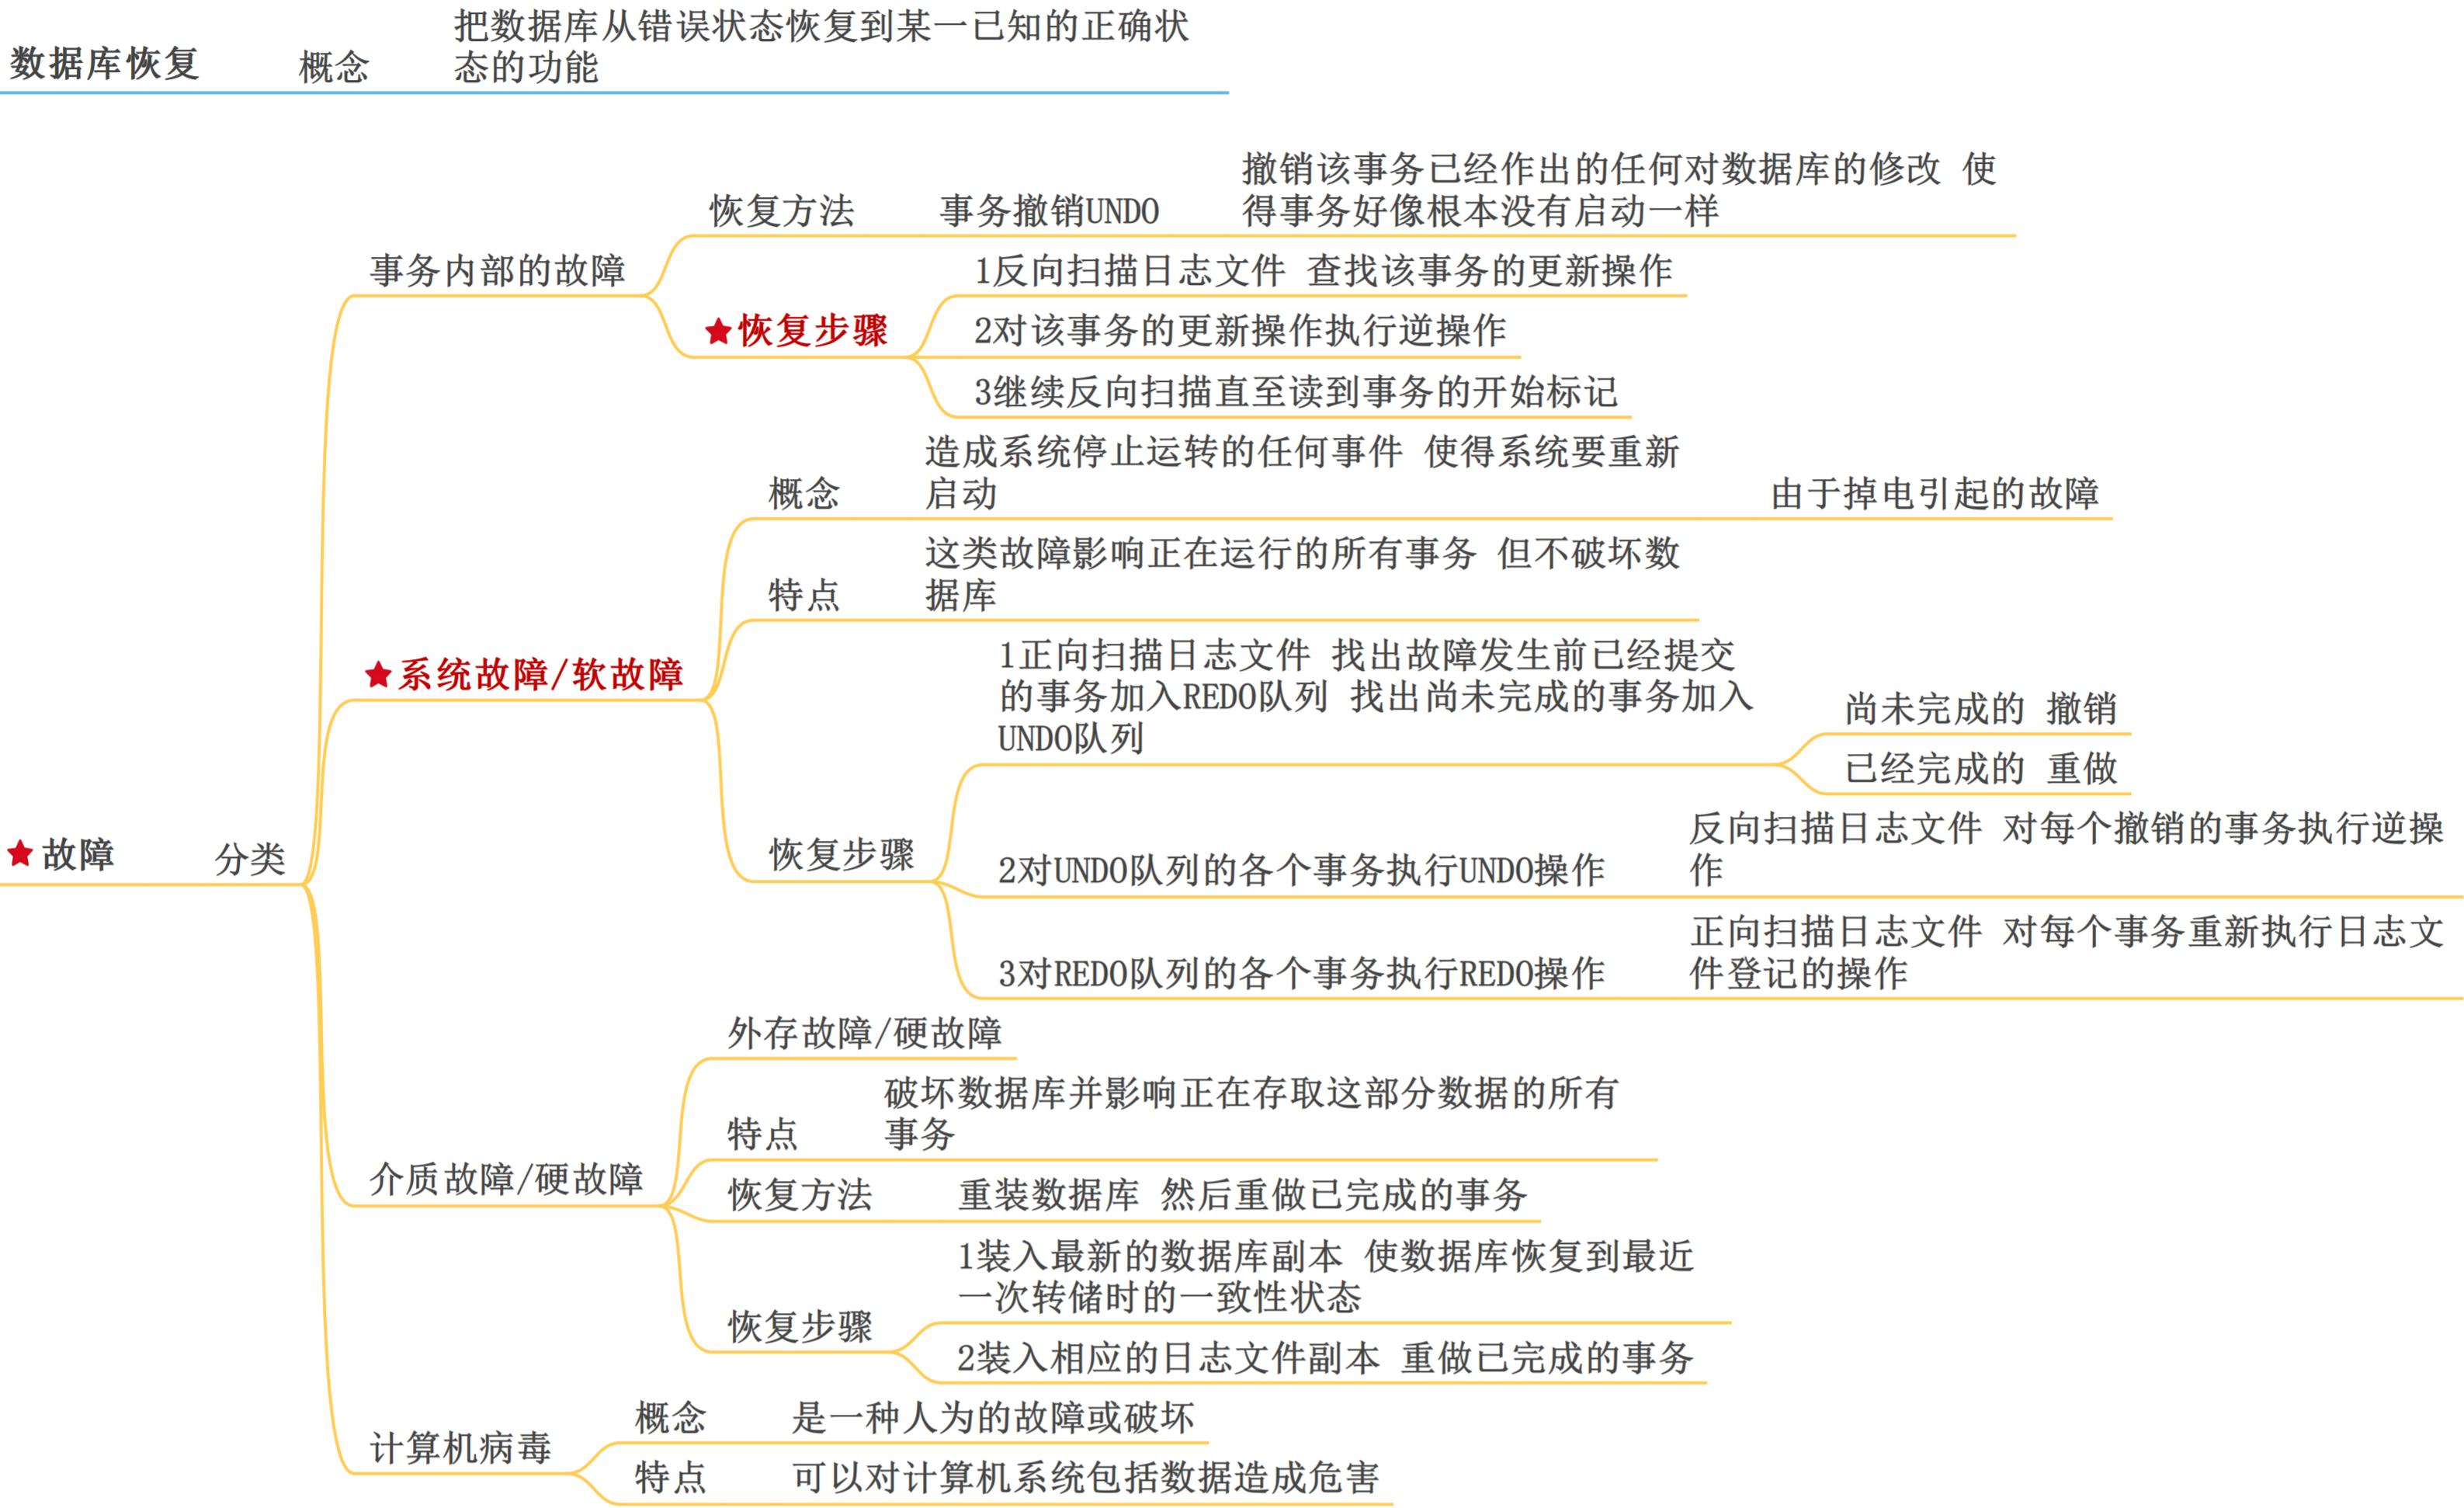 数据库恢复
概念
把数据库从错误状态恢复到某一已知的正确状
态的功能
故障
分类
事务内部的故障
恢复方法
事务撤销UNDO
撤销该事务已经作出的任何对数据库的修改 使
得事务好像根本没有启动一样
恢复步骤
1反向扫描日志文件 查找该事务的更新操作
2对该事务的更新操作执行逆操作
3继续反向扫描直至读到事务的开始标记
系统故障/软故障
概念
造成系统停止运转的任何事件 使得系统要重新
启动
由于掉电引起的故障
特点
这类故障影响正在运行的所有事务 但不破坏数
据库
恢复步骤
1正向扫描日志文件 找出故障发生前已经提交
的事务加入REDO队列 找出尚未完成的事务加入
UNDO队列
尚未完成的 撤销
已经完成的 重做
2对UNDO队列的各个事务执行UNDO操作
反向扫描日志文件 对每个撤销的事务执行逆操
作
3对REDO队列的各个事务执行REDO操作
正向扫描日志文件 对每个事务重新执行日志文
件登记的操作
介质故障/硬故障
外存故障/硬故障
特点
破坏数据库并影响正在存取这部分数据的所有
事务
恢复方法
重装数据库 然后重做已完成的事务
恢复步骤
1装入最新的数据库副本 使数据库恢复到最近
一次转储时的一致性状态
2装入相应的日志文件副本 重做已完成的事务
计算机病毒
概念
是一种人为的故障或破坏
特点
可以对计算机系统包括数据造成危害